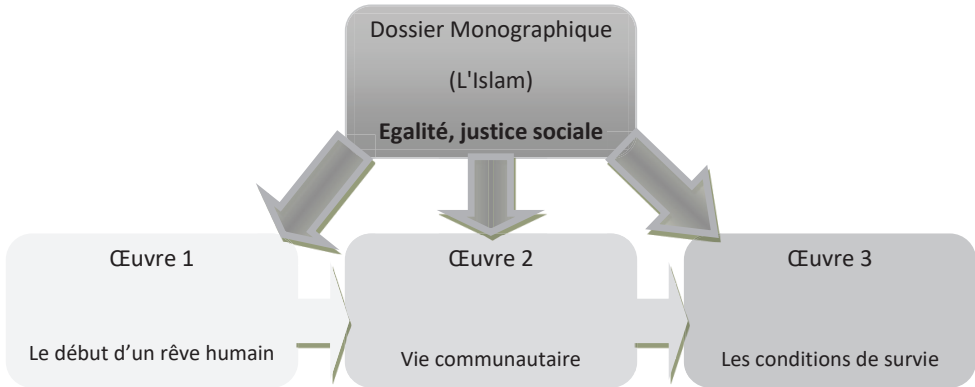 Dossier Monographique
(L'Islam)
Egalité, justice sociale
Œuvre 1
Le début d’un rêve humain
Œuvre 2
Vie communautaire
Œuvre 3
Les conditions de survie